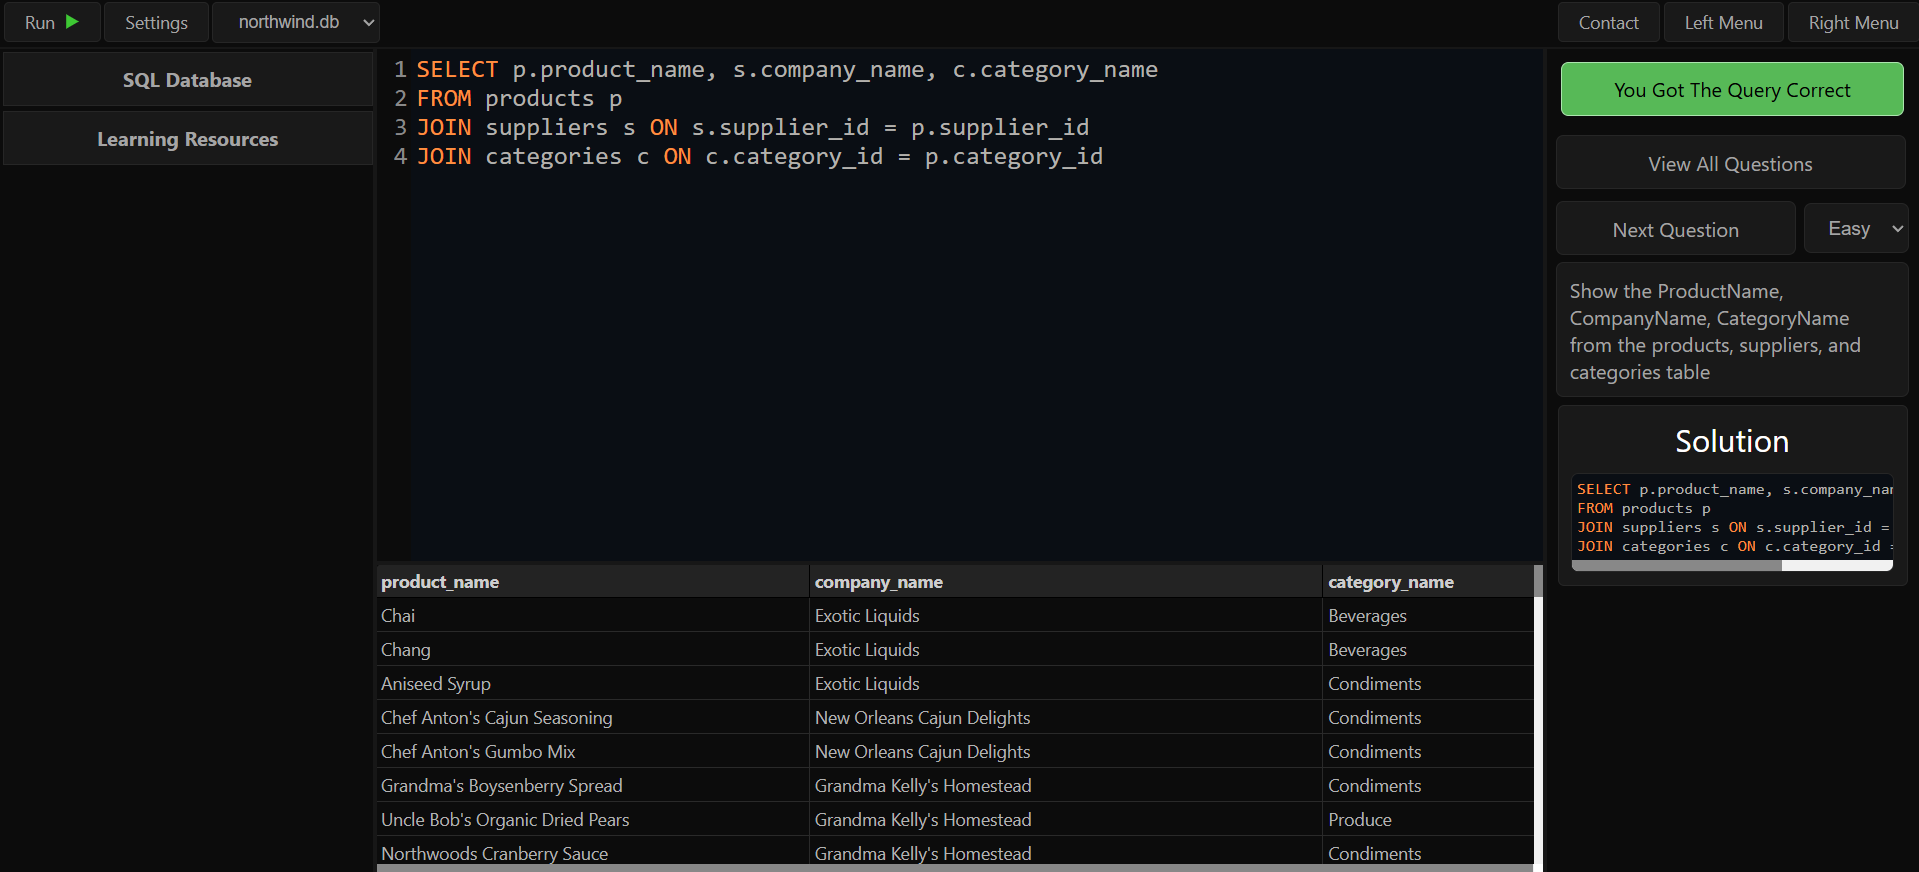 Run
Settings
northwind.db
Contact
Left Menu
Right Menu
SQL Database
Learning Resources
1 SELECT p.product_name, s.company_name, c.category_name
2 FROM products p
3 JOIN suppliers s ON s.supplier_id = p.supplier_id
4 JOIN categories c ON c.category_id = p.category_id
product_name company_name category_name
Chai Exotic Liquids Beverages
Chang Exotic Liquids Beverages
Aniseed Syrup Exotic Liquids Condiments
Chef Anton's Cajun Seasoning New Orleans Cajun Delights Condiments
Chef Anton's Gumbo Mix New Orleans Cajun Delights Condiments
Grandma's Boysenberry Spread Grandma Kelly's Homestead Condiments
Uncle Bob's Organic Dried Pears Grandma Kelly's Homestead Produce
Northwoods Cranberry Sauce Grandma Kelly's Homestead Condiments
You Got The Query Correct
View All Questions
Next Question
Easy
Show the ProductName,
CompanyName, CategoryName
from the products, suppliers, and
categories table
Solution
SELECT p.product_name, s.company_nam
FROM products p
JOIN suppliers s ON s.supplier_id =
JOIN categories c ON c.category_id =